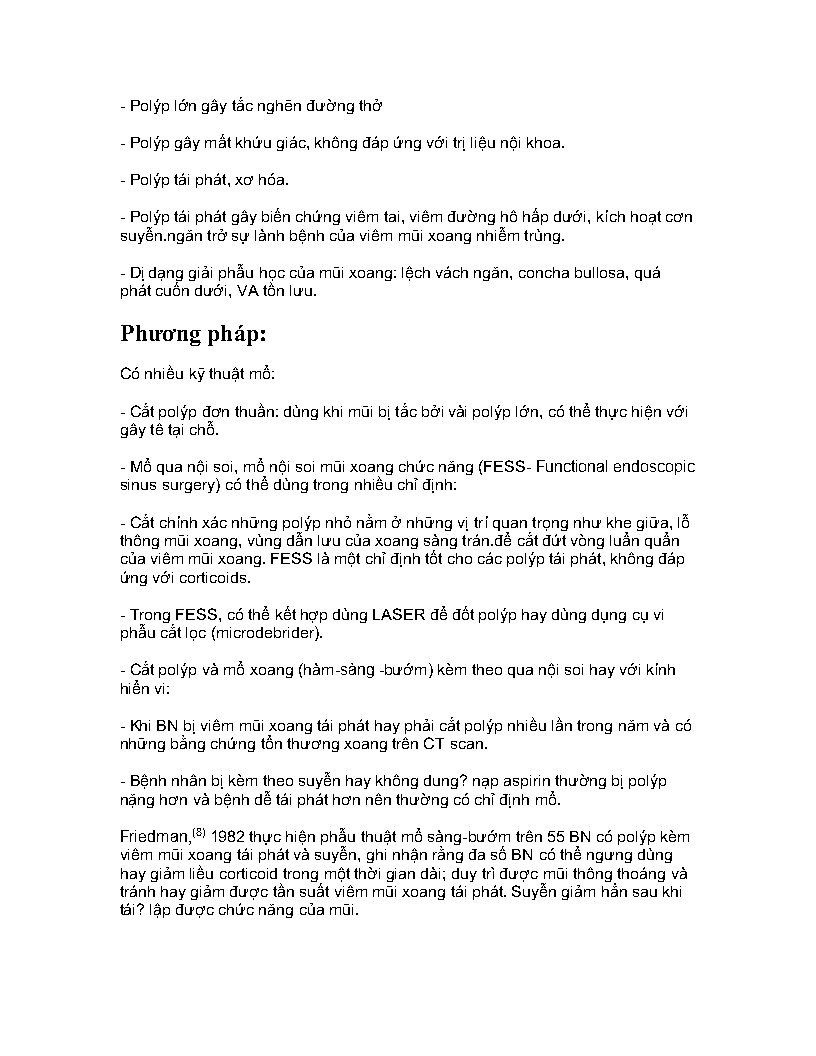 - Polýp lớn gây tắc nghẽn đường thở
- Polýp gây mất khứu giác, không đáp ứng với trị liệu nội khoa.
- Polýp tái phát, xơ hóa.
- Polýp tái phát gây biến chứng viêm tai, viêm đường hô hấp dưới, kích hoạt cơn
suyễn.ngăn trở sự lành bệnh của viêm mũi xoang nhiễm trùng.
- Dị dạng giải phẫu học của mũi xoang: lệch vách ngăn, concha bullosa, quá
phát cuốn dưới, VA tồn lưu.
Phương pháp:
Có nhiều kỹ thuật mổ:
- Cắt polýp đơn thuần: dùng khi mũi bị tắc bởi vài polýp lớn, có thể thực hiện với
gây tê tại chỗ.
- Mổ qua nội soi, mổ nội soi mũi xoang chức năng (FESS- Functional endoscopic
sinus surgery) có thể dùng trong nhiều chỉ định:
- Cắt chính xác những polýp nhỏ nằm ở những vị trí quan trọng như khe giữa, lỗ
thông mũi xoang, vùng dẫn lưu của xoang sàng trán.để cắt đứt vòng luẩn quẩn
của viêm mũi xoang. FESS là một chỉ định tốt cho các polýp tái phát, không đáp
ứng với corticoids.
- Trong FESS, có thể kết hợp dùng LASER để đốt polýp hay dùng dụng cụ vi
phẫu cắt lọc (microdebrider).
- Cắt polýp và mổ xoang (hàm-sàng -bướm) kèm theo qua nội soi hay với kính
hiển vi:
- Khi BN bị viêm mũi xoang tái phát hay phải cắt polýp nhiều lần trong năm và có
những bằng chứng tổn thương xoang trên CT scan.
- Bệnh nhân bị kèm theo suyễn hay không dung? nạp aspirin thường bị polýp
nặng hơn và bệnh dễ tái phát hơn nên thường có chỉ định mổ.
Friedman,(8) 1982 thực hiện phẫu thuật mổ sàng-bướm trên 55 BN có polýp kèm
viêm mũi xoang tái phát và suyễn, ghi nhận rằng đa số BN có thể ngưng dùng
hay giảm liều corticoid trong một thời gian dài; duy trì được mũi thông thoáng và
tránh hay giảm được tần suất viêm mũi xoang tái phát. Suyễn giảm hẳn sau khi
tái? lập được chức năng của mũi.